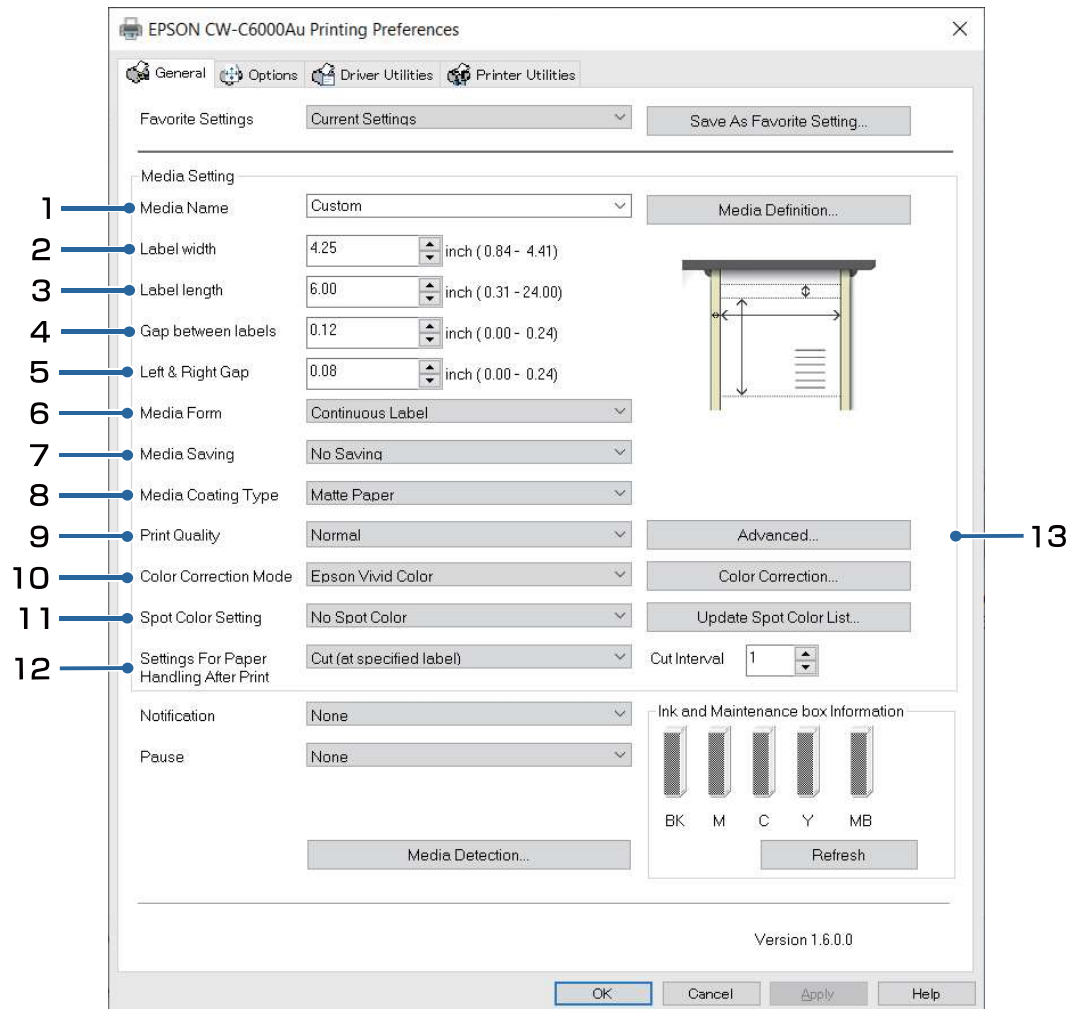 EPSON CW-C6000Au Printing Preferences
General Options Driver Utilities Printer Utilities
Favorite Settings Current Settings Save As Favorite Setting...
Media Setting
1 Media Name Custom Media Definition...
2 Label width 4.25 inch ( 0.84 - 4.41)
3 Label length 6.00 inch ( 0.31 - 24.00)
4 Gap between labels 0.12 inch ( 0.00 - 0.24)
5 Left & Right Gap 0.08 inch ( 0.00 - 0.24)
6 Media Form Continuous Label
7 Media Saving No Saving
8 Media Coating Type Matte Paper
9 Print Quality Normal Advanced... 13
10 Color Correction Mode Epson Vivid Color Color Correction...
11 Spot Color Setting No Spot Color Update Spot Color List...
12 Settings For Paper Handling After Print Cut (at specified label) Cut Interval 1
Notification None Ink and Maintenance box Information
Pause None
BK M C Y MB
Media Detection... Refresh
Version 1.6.0.0
OK Cancel Apply Help